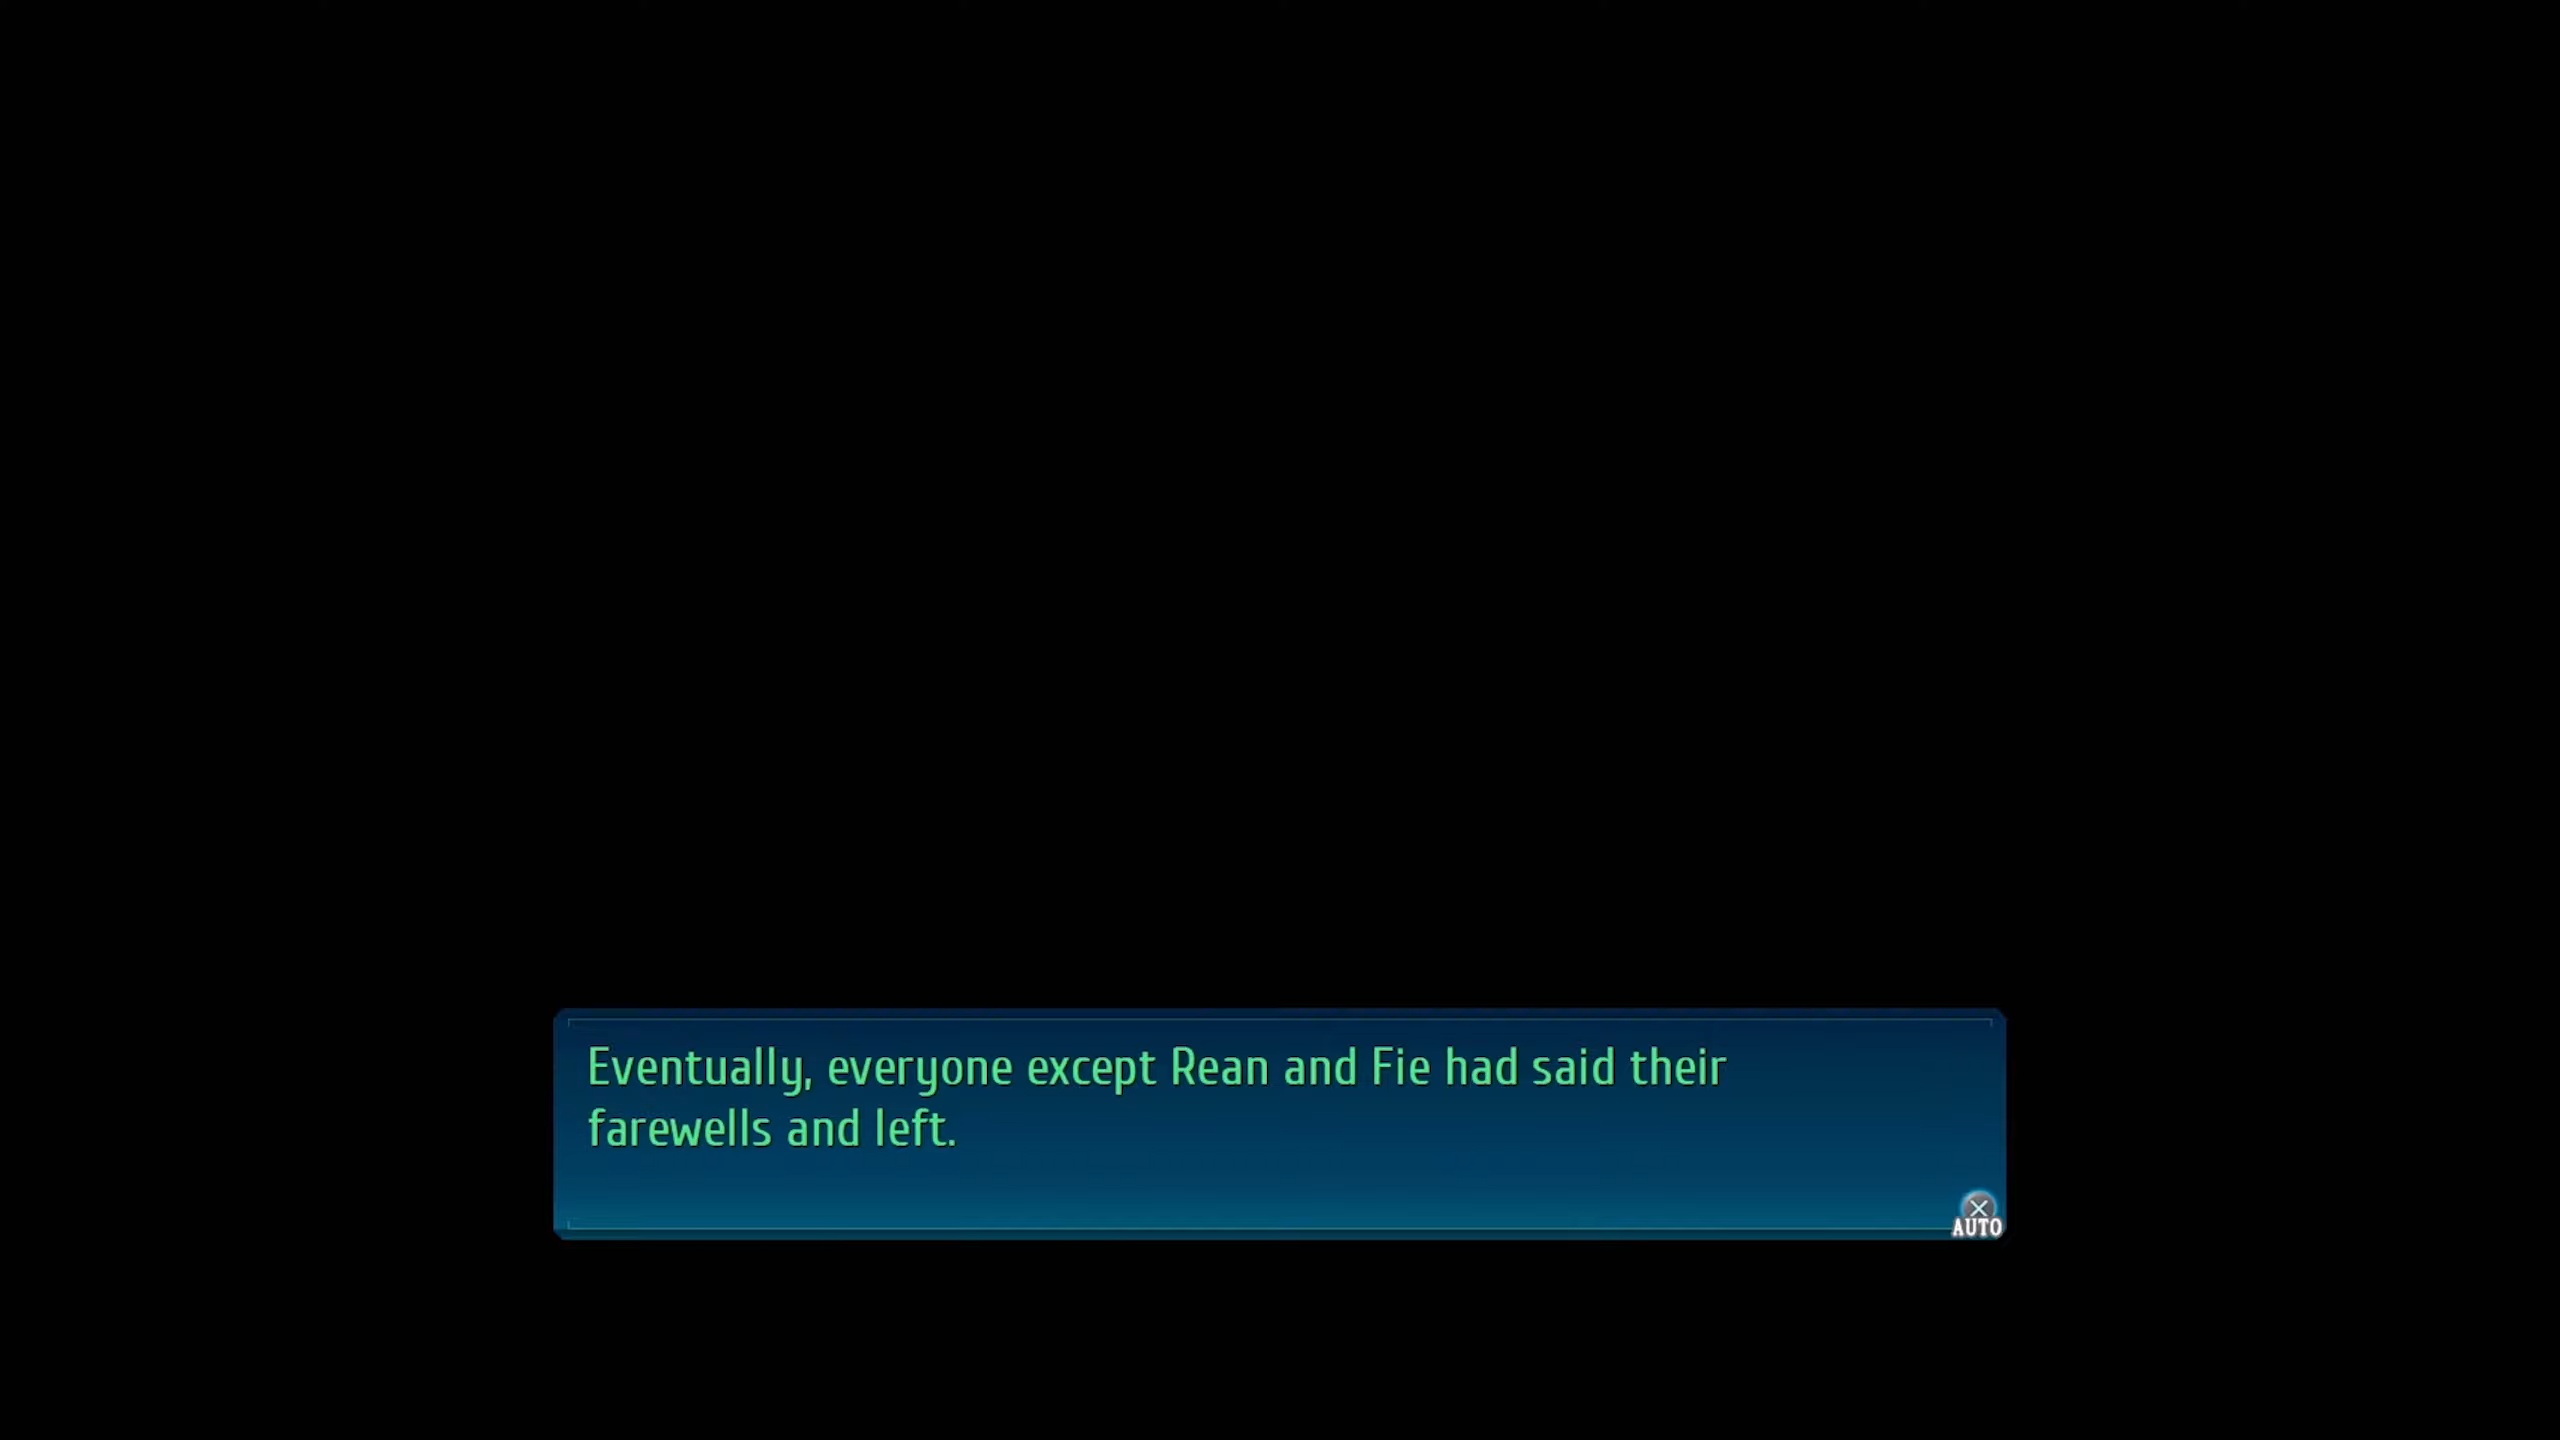 Eventually, everyone except Rean and Fie had said their
farewells and left.
AUTO